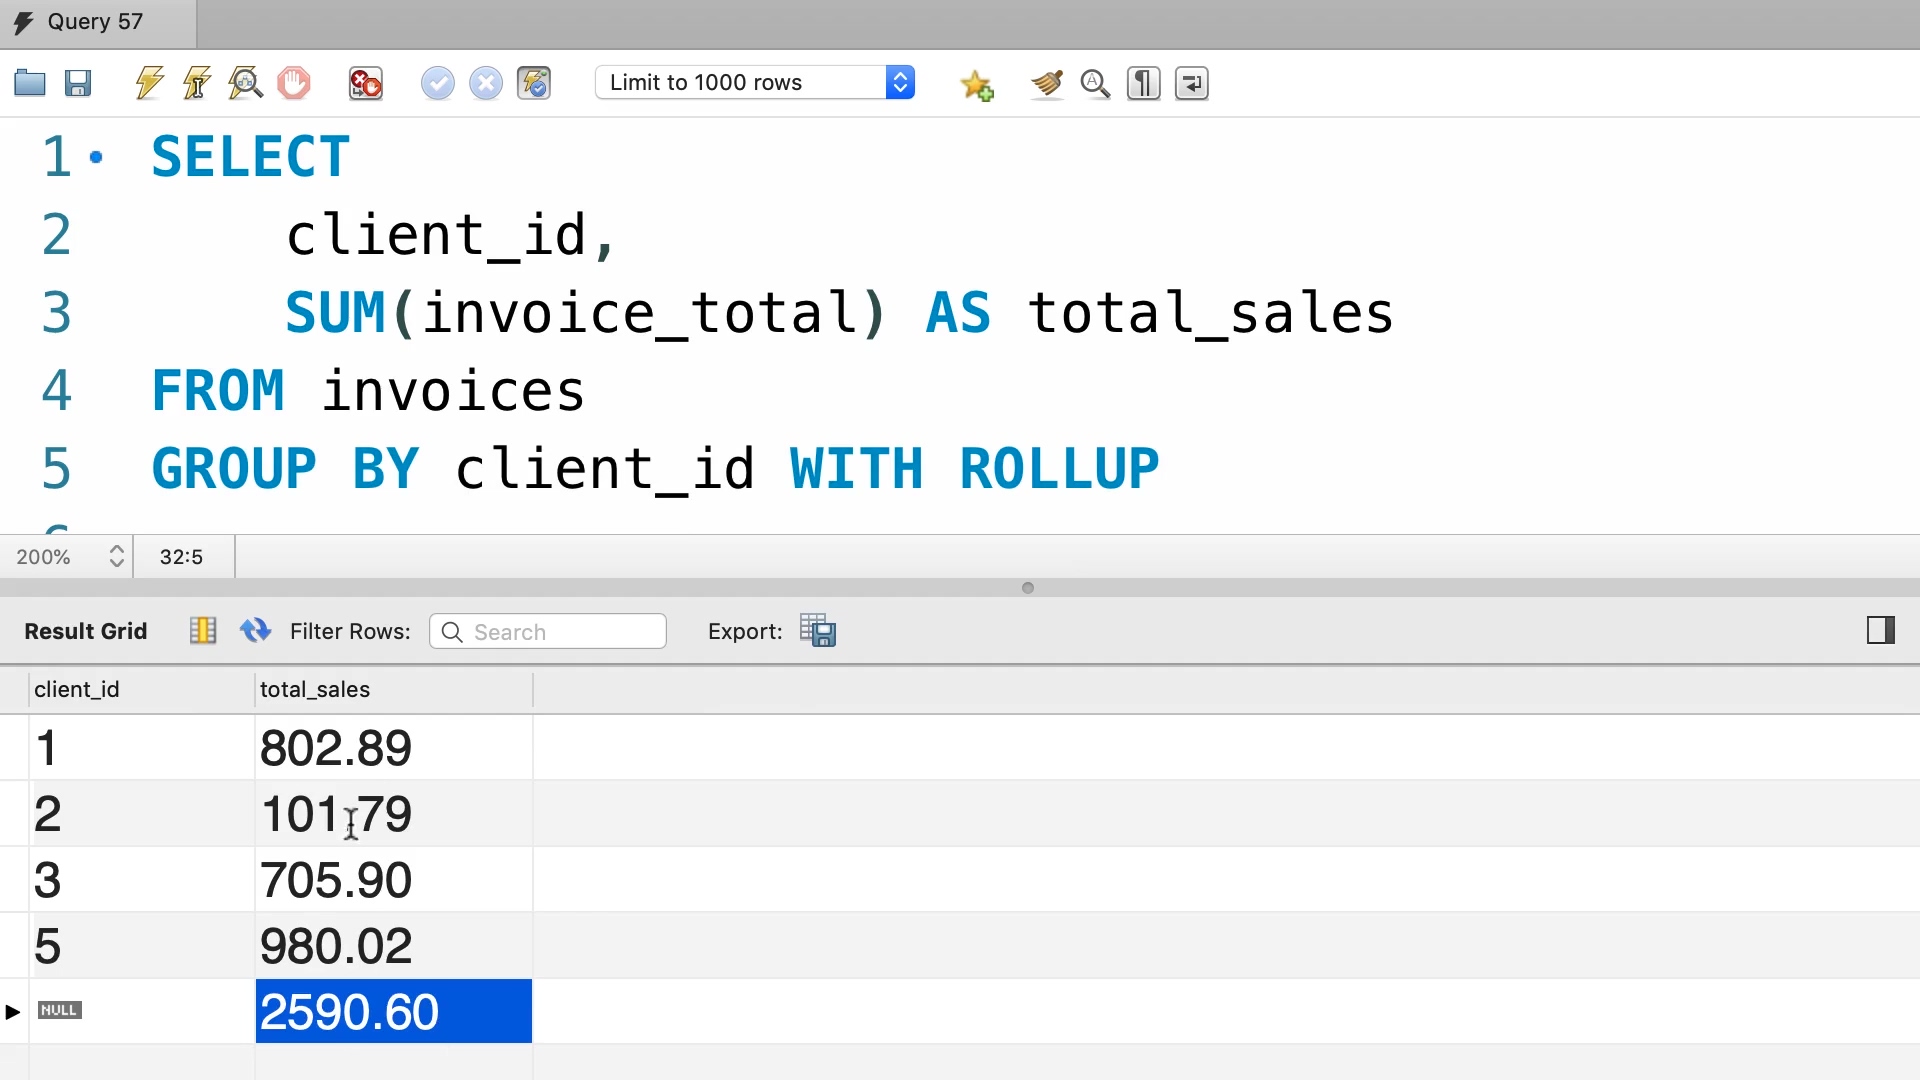 Query 57
Limit to 1000 rows
1 SELECT
2 client_id,
3 SUM(invoice_total) AS total_sales
4 FROM invoices
5 GROUP BY client_id WITH ROLLUP
200% 32:5
Result Grid Filter Rows: Search Export:
client_id total_sales
1 802.89
2 101.79
3 705.90
5 980.02
NULL 2590.60